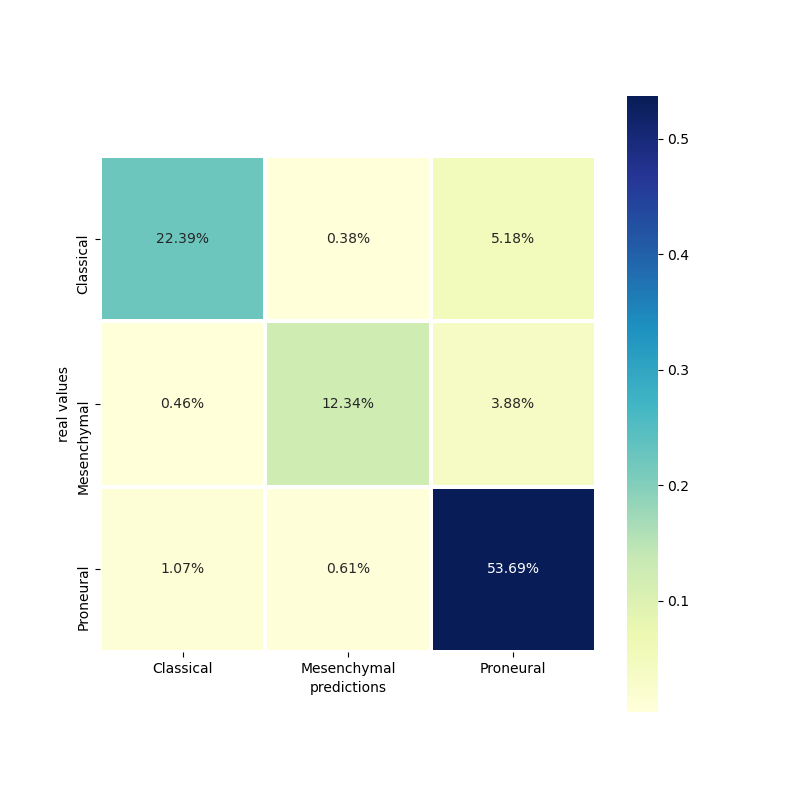 0.5
22.39% 0.38% 5.18%
Classical
0.4
0.46% 12.34% 3.88%
Mesenchymal
real values
0.3
0.2
1.07% 0.61% 53.69%
Proneural
0.1
Classical Mesenchymal Proneural
predictions